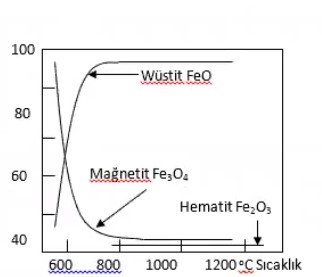 100
Wüstit FeO
80
Mağnetit Fe₃O₄
60
Hematit Fe₂O₃
40
600 800 1000 1200 °C Sıcaklık